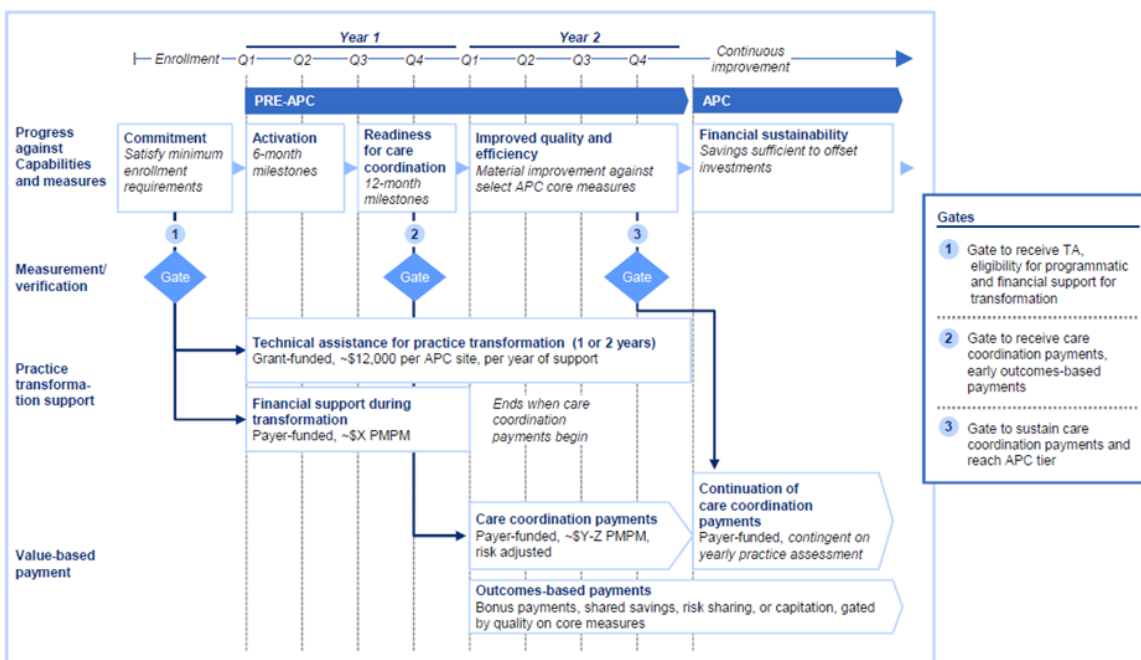 Year 1
Year 2
Enrollment
Q1
Q2
Q3
Q4
Q1
Q2
Q3
Q4
Continuous
improvement
PRE-APC
APC
Progress
against
Capabilities
and measures
Commitment
Satisfy minimum
enrollment
requirements
Activation
6-month
milestones
Readiness
for care
coordination
12-month
milestones
Improved quality and
efficiency
Material improvement against
select APC core measures
Financial sustainability
Savings sufficient to offset
investments
1
2
3
Measurement/
verification
Gate
Gate
Gate
Practice
transforma-
tion support
Technical assistance for practice transformation (1 or 2 years)
Grant-funded, ~$12,000 per APC site, per year of support
Financial support during
transformation
Payer-funded, ~$X PMPM
Ends when care
coordination
payments begin
Value-based
payment
Care coordination payments
Payer-funded, ~$Y-Z PMPM,
risk adjusted
Continuation of
care coordination
payments
Payer-funded, contingent on
yearly practice assessment
Outcomes-based payments
Bonus payments, shared savings, risk sharing, or capitation, gated
by quality on core measures
Gates
1 Gate to receive TA,
eligibility for programmatic
and financial support for
transformation
2 Gate to receive care
coordination payments,
early outcomes-based
payments
3 Gate to sustain care
coordination payments and
reach APC tier